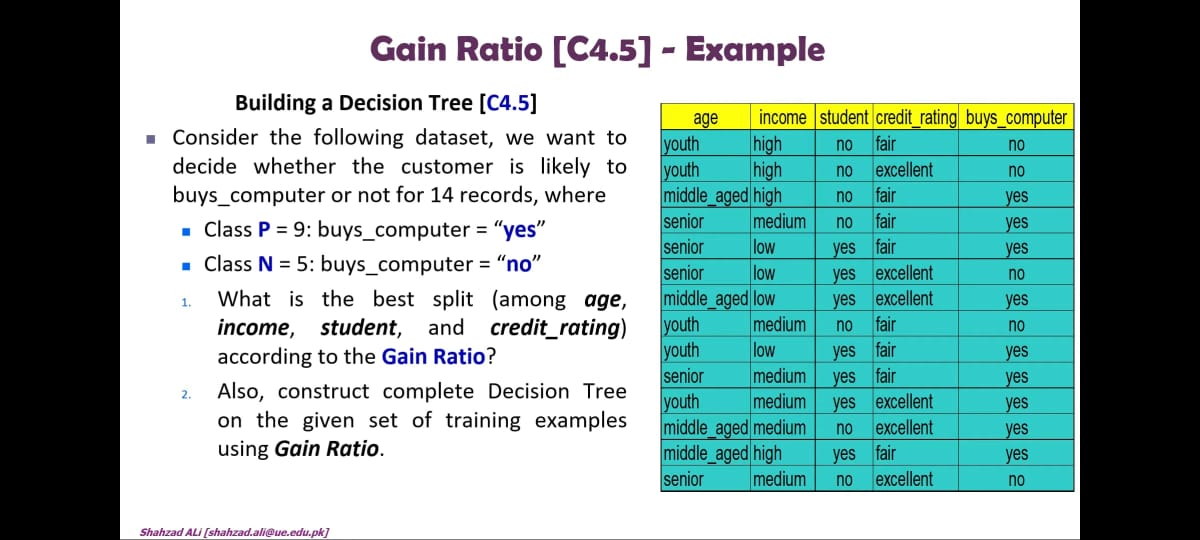 Gain Ratio [C4.5] - Example
Building a Decision Tree [C4.5]
▪ Consider the following dataset, we want to
decide whether the customer is likely to
buys_computer or not for 14 records, where
▪ Class P = 9: buys_computer = “yes”
▪ Class N = 5: buys_computer = “no”
1. What is the best split (among age,
income, student, and credit_rating)
according to the Gain Ratio?
2. Also, construct complete Decision Tree
on the given set of training examples
using Gain Ratio.
age income student credit_rating buys_computer
youth high no fair no
youth high no excellent no
middle_aged high no fair yes
senior medium no fair yes
senior low yes fair yes
senior low yes excellent no
middle_aged low yes excellent yes
youth medium no fair no
youth low yes fair yes
senior medium yes fair yes
youth medium yes excellent yes
middle_aged medium no excellent yes
middle_aged high yes fair yes
senior medium no excellent no
Shahzad ALi [shahzad.ali@ue.edu.pk]